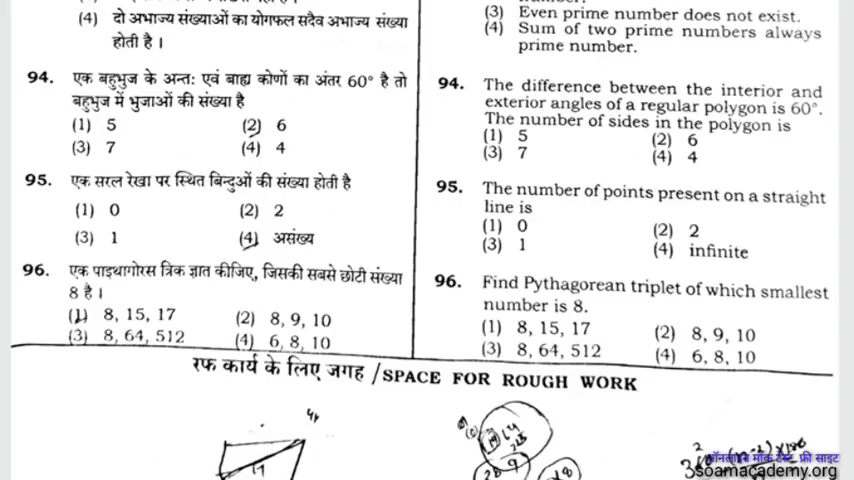 (4) दो अभाज्य संख्याओं का योगफल सदैव अभाज्य संख्या
होती है ।
94. एक बहुभुज के अन्तः एवं बाह्य कोणों का अंतर 60° है तो
बहुभुज में भुजाओं की संख्या है
(1) 5 (2) 6
(3) 7 (4) 4
95. एक सरल रेखा पर स्थित बिन्दुओं की संख्या होती है
(1) 0 (2) 2
(3) 1 (4) असंख्य
96. एक पाइथागोरस त्रिक ज्ञात कीजिए, जिसकी सबसे छोटी संख्या
8 है ।
(1) 8, 15, 17 (2) 8, 9, 10
(3) 8, 64, 512 (4) 6, 8, 10
number.
(3) Even prime number does not exist.
(4) Sum of two prime numbers always
prime number.
94. The difference between the interior and
exterior angles of a regular polygon is 60°.
The number of sides in the polygon is
(1) 5 (2) 6
(3) 7 (4) 4
95. The number of points present on a straight
line is
(1) 0 (2) 2
(3) 1 (4) infinite
96. Find Pythagorean triplet of which smallest
number is 8.
(1) 8, 15, 17 (2) 8, 9, 10
(3) 8, 64, 512 (4) 6, 8, 10
रफ कार्य के लिए जगह /SPACE FOR ROUGH WORK
ऑनलाइन मॉक टेस्ट, फ्री साइट
soamacademy.org